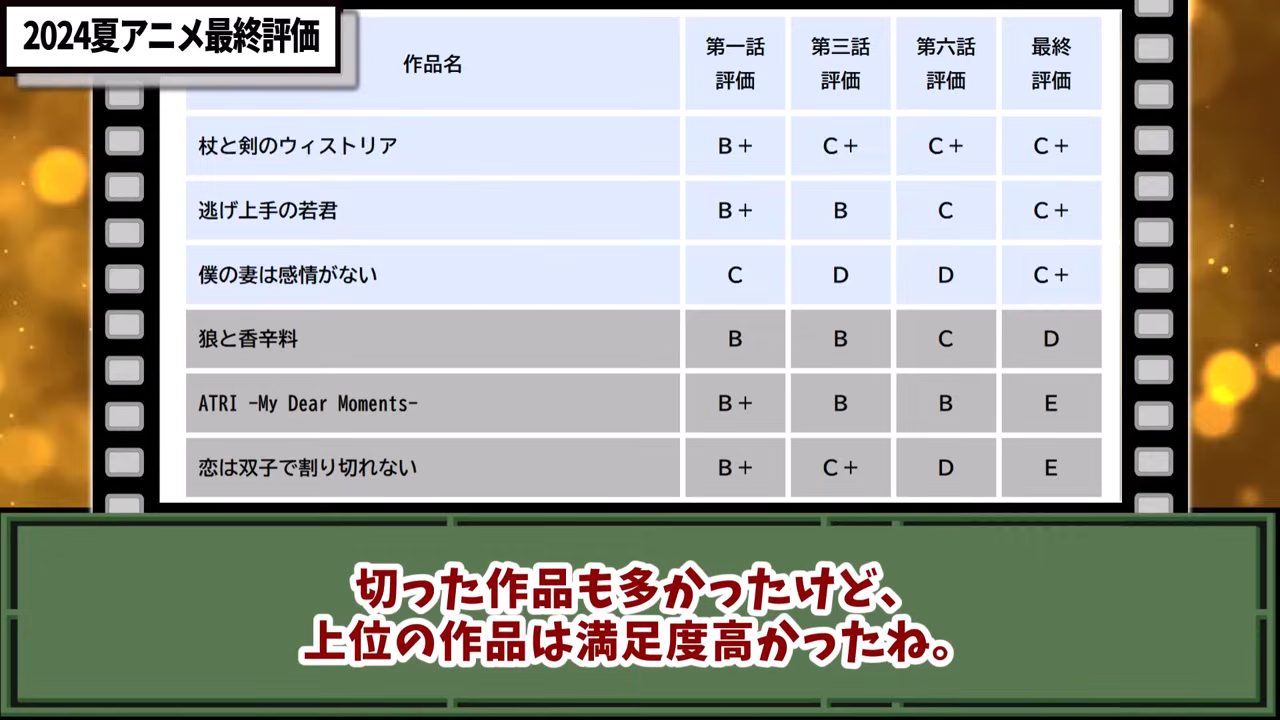 2024夏アニメ最終評価
作品名 第一話評価 第三話評価 第六話評価 最終評価
杖と剣のウィストリア B+ C+ C+ C+
逃げ上手の若君 B+ B C C+
僕の妻は感情がない C D D C+
狼と香辛料 B B C D
ATRI -My Dear Moments- B+ B B E
恋は双子で割り切れない B+ C+ D E
切った作品も多かったけど、
上位の作品は満足度高かったね。